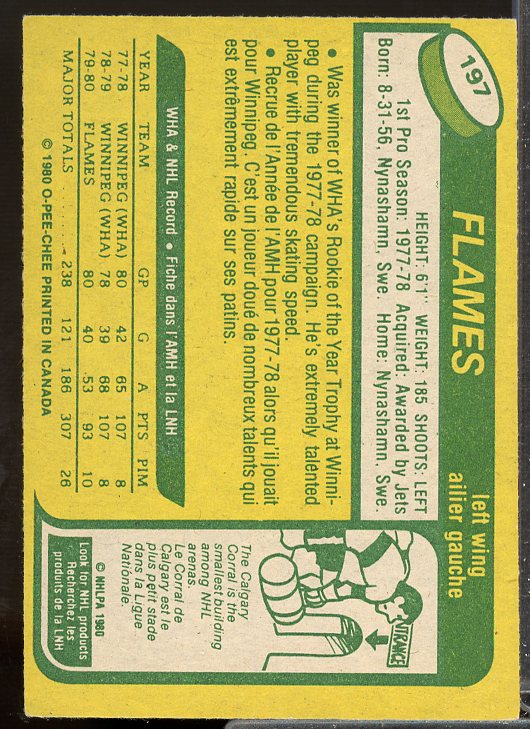 197
FLAMES
left wing
ailier gauche
HEIGHT: 6'1" WEIGHT: 185 SHOOTS: LEFT
1st Pro Season: 1977-78 Acquired: Awarded by Jets
Born: 8-31-56, Nynashamn, Swe. Home: Nynashamn, Swe.
• Was winner of WHA's Rookie of the Year Trophy at Winni-
peg during the 1977-78 campaign. He's extremely talented
player with tremendous skating speed.
• Recrue de l'Année de l'AMH pour 1977-78 alors qu'il jouait
pour Winnipeg. C'est un joueur doué de nombreux talents qui
est extrêmement rapide sur ses patins.
WHA & NHL Record • Fiche dans l'AMH et la LNH
YEAR TEAM GP G A PTS PIM
77-78 WINNIPEG (WHA) 80 42 65 107 8
78-79 WINNIPEG (WHA) 78 39 68 107 8
79-80 FLAMES 80 40 53 93 10
MAJOR TOTALS 238 121 186 307 26
© 1980 O-PEE-CHEE PRINTED IN CANADA
ENTRANCE
The Calgary
Corral is the
smallest building
among NHL
arenas.
Le Corral de
Calgary est le
plus petit stade
dans la Ligue
Nationale.
© NHLPA 1980
Look for NHL products
Recherchez les
produits de la LNH